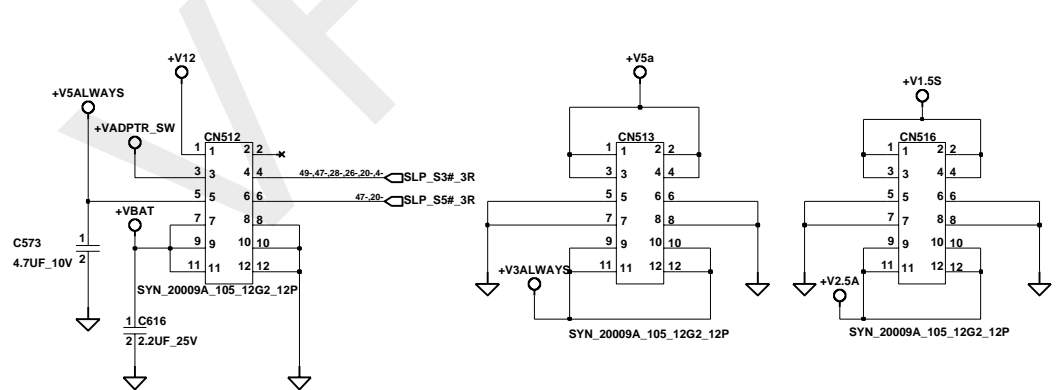 +V12
+V5ALWAYS
+VADPTR_SW
CN512
1 1 2 2
3 3 4 4 49-,47-,28-,26-,20-,4- SLP_S3#_3R
5 5 6 6 47-,20- SLP_S5#_3R
+VBAT
7 7 8 8
9 9 10 10
11 11 12 12
C573
1
4.7UF_10V
2
SYN_20009A_105_12G2_12P
1 C616
2 2.2UF_25V
+V5a
CN513
1 1 2 2
3 3 4 4
5 5 6 6
7 7 8 8
9 9 10 10
11 11 12 12
+V3ALWAYS
SYN_20009A_105_12G2_12P
+V1.5S
CN516
1 1 2 2
3 3 4 4
5 5 6 6
7 7 8 8
9 9 10 10
11 11 12 12
+V2.5A
SYN_20009A_105_12G2_12P